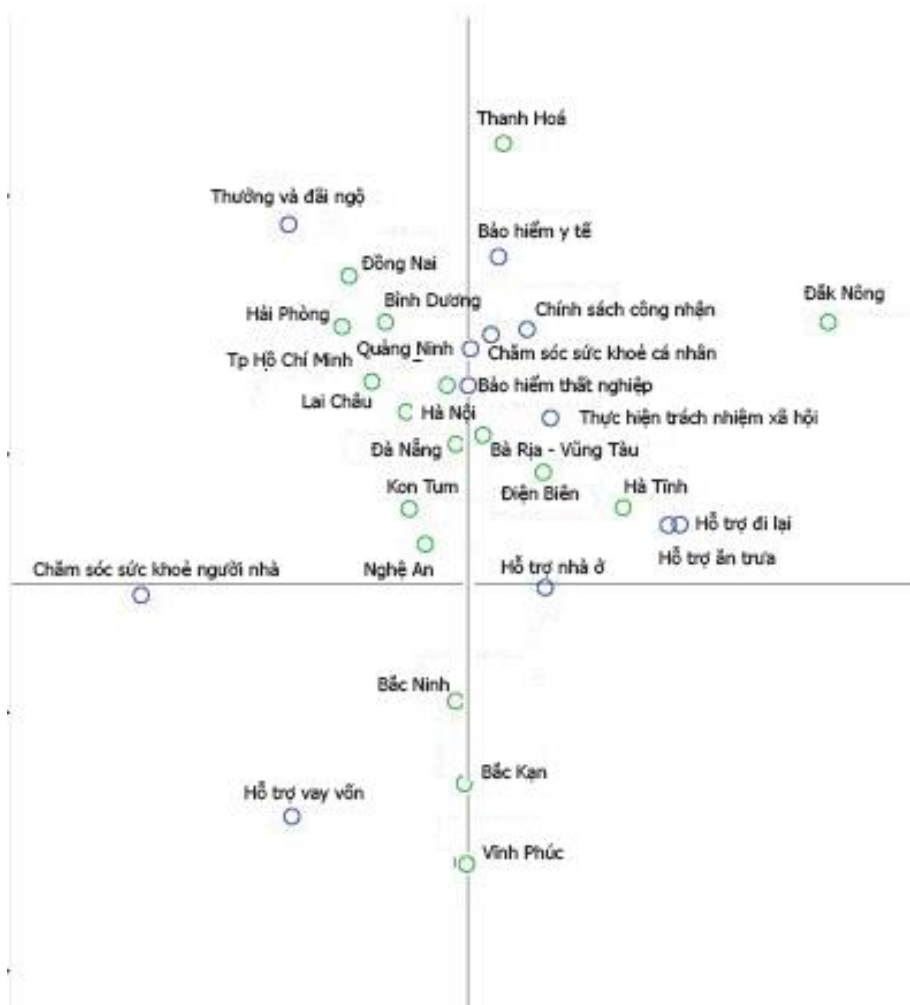 Thanh Hoá
Thưởng và đãi ngộ
Bảo hiểm y tế
Đồng Nai
Đắk Nông
Bình Dương
Hải Phòng
Chính sách công nhận
Quảng Ninh
Chăm sóc sức khoẻ cá nhân
Tp Hồ Chí Minh
Bảo hiểm thất nghiệp
Lai Châu
Hà Nội
Thực hiện trách nhiệm xã hội
Đà Nẵng
Bà Rịa - Vũng Tàu
Kon Tum
Điện Biên
Hà Tĩnh
Hỗ trợ đi lại
Hỗ trợ ăn trưa
Chăm sóc sức khoẻ người nhà
Nghệ An
Hỗ trợ nhà ở
Bắc Ninh
Bắc Kạn
Hỗ trợ vay vốn
Vĩnh Phúc